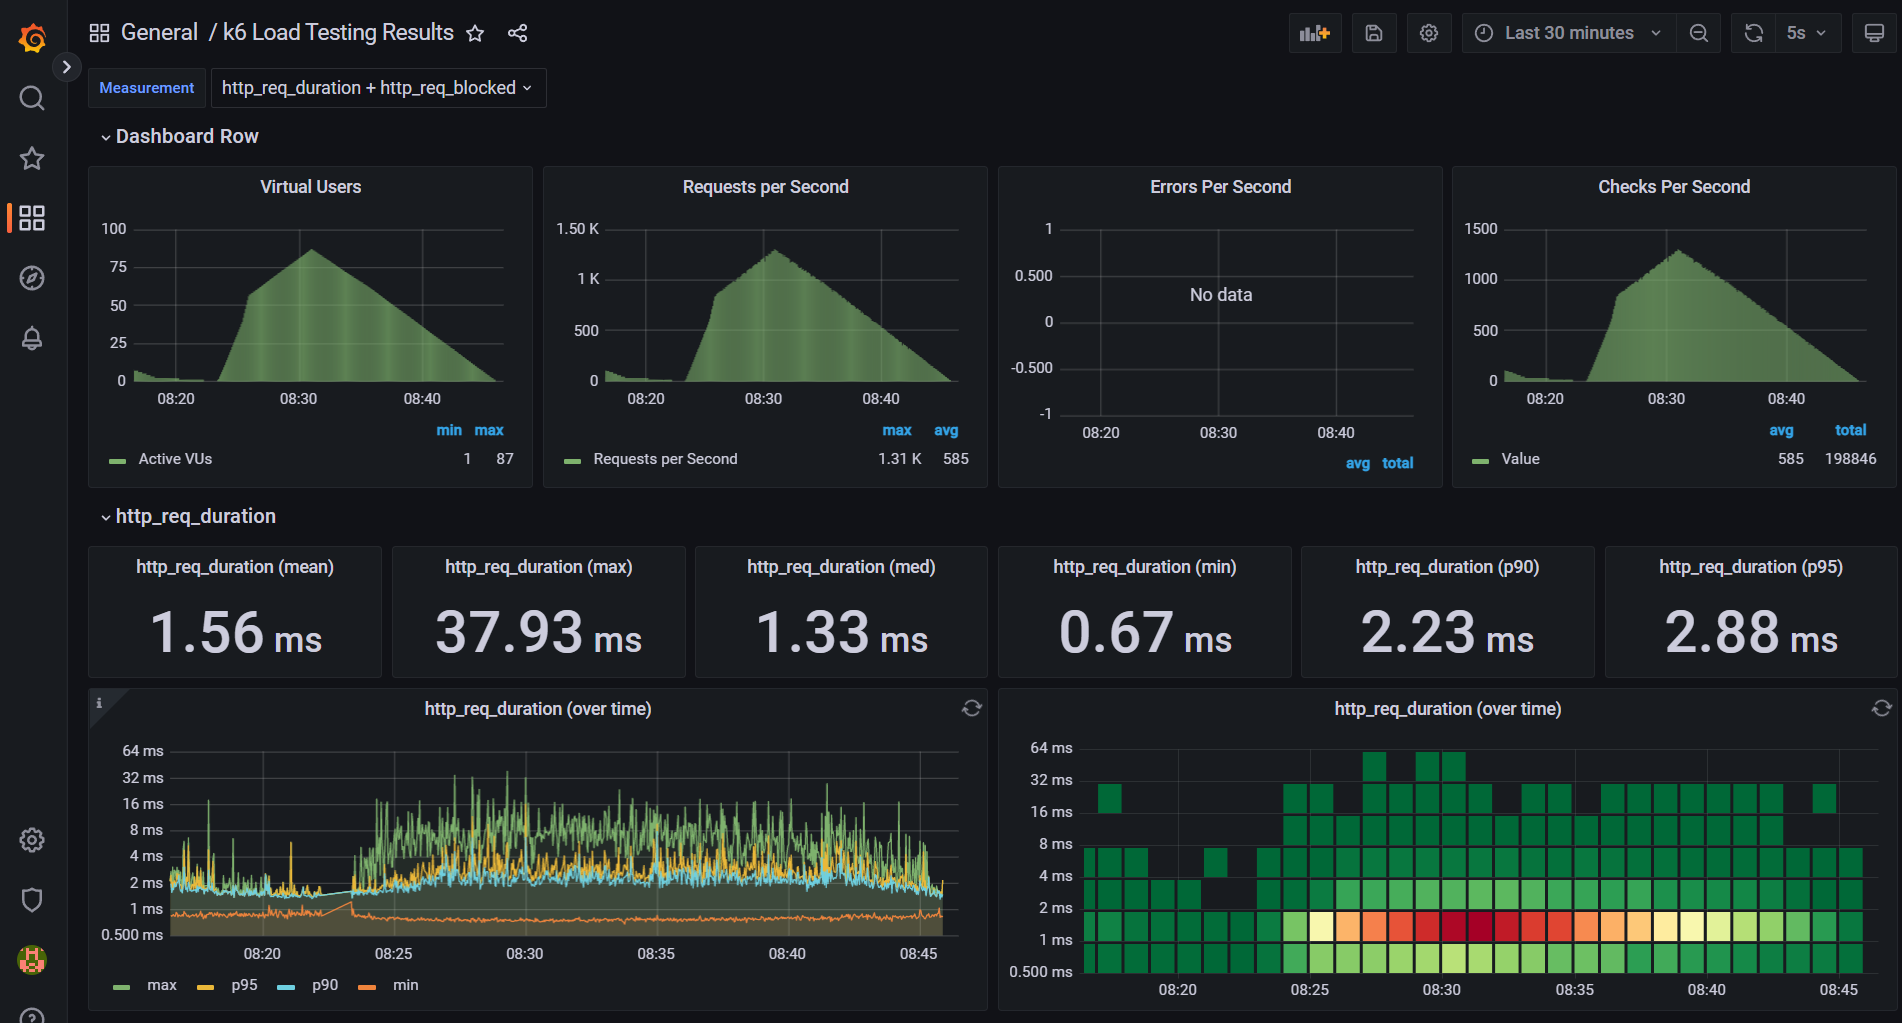 General / k6 Load Testing Results
Last 30 minutes
5s
Measurement
http_req_duration + http_req_blocked
Dashboard Row
Virtual Users
100
75
50
25
0
08:20 08:30 08:40
min max
Active VUs 1 87
Requests per Second
1.50 K
1 K
500
0
08:20 08:30 08:40
max avg
Requests per Second 1.31 K 585
Errors Per Second
1
0.500
No data
0
-0.500
-1
08:20 08:30 08:40
avg total
Checks Per Second
1500
1000
500
0
08:20 08:30 08:40
avg total
Value 585 198846
http_req_duration
http_req_duration (mean)
1.56 ms
http_req_duration (max)
37.93 ms
http_req_duration (med)
1.33 ms
http_req_duration (min)
0.67 ms
http_req_duration (p90)
2.23 ms
http_req_duration (p95)
2.88 ms
i
http_req_duration (over time)
64 ms
32 ms
16 ms
8 ms
4 ms
2 ms
1 ms
0.500 ms
08:20 08:25 08:30 08:35 08:40 08:45
max p95 p90 min
http_req_duration (over time)
64 ms
32 ms
16 ms
8 ms
4 ms
2 ms
1 ms
0.500 ms
08:20 08:25 08:30 08:35 08:40 08:45